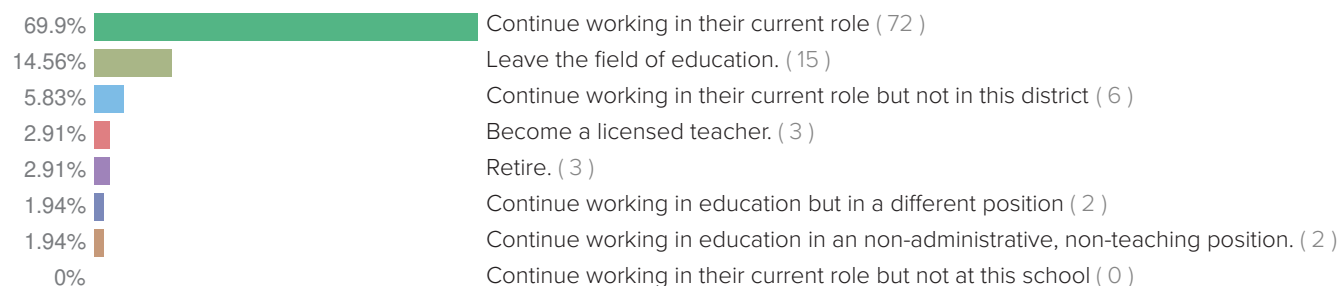 69.9% Continue working in their current role ( 72 )
14.56% Leave the field of education. ( 15 )
5.83% Continue working in their current role but not in this district ( 6 )
2.91% Become a licensed teacher. ( 3 )
2.91% Retire. ( 3 )
1.94% Continue working in education but in a different position ( 2 )
1.94% Continue working in education in an non-administrative, non-teaching position. ( 2 )
0% Continue working in their current role but not at this school ( 0 )